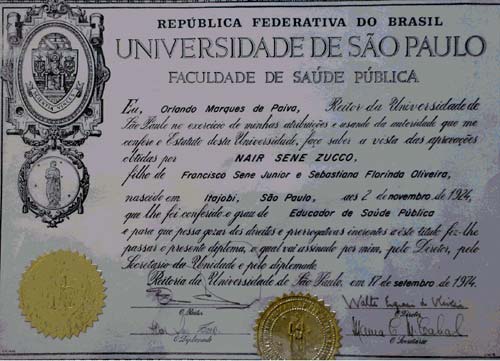 REPÚBLICA FEDERATIVA DO BRASIL
UNIVERSIDADE DE SÃO PAULO
FACULDADE DE SAÚDE PÚBLICA
Eu, Orlando Marques de Paiva, Reitor da Universidade de
São Paulo no exercício de minhas atribuições e usando da autoridade que me
confere o Estatuto desta Universidade, faço saber à vista das aprovações
obtidas por NAIR SENE ZUCCO,
filho de Francisco Sene Junior e Sebastiana Florinda Oliveira,
nascido em Itajobi, São Paulo, aos 2 de novembro de 1924,
que lhe foi conferido o grau de Educador de Saúde Pública
e para que possa gozar dos direitos e prerrogativas inerentes a êste título fêz-lhe
passar o presente diploma, o qual vai assinado por mim, pelo Diretor, pelo
Secretário da Unidade e pelo diplomado.
Reitoria da Universidade de São Paulo, em 17 de setembro de 1974.
O Reitor
O Diretor
O Diplomando
O Secretário